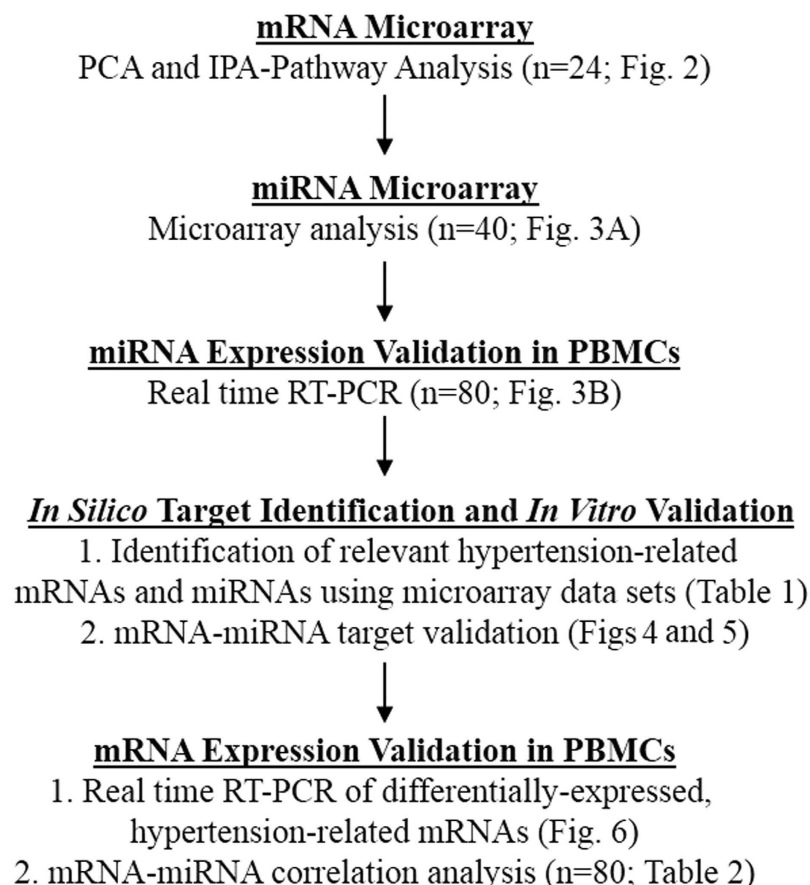 mRNA Microarray
PCA and IPA-Pathway Analysis (n=24; Fig. 2)
miRNA Microarray
Microarray analysis (n=40; Fig. 3A)
miRNA Expression Validation in PBMCs
Real time RT-PCR (n=80; Fig. 3B)
In Silico Target Identification and In Vitro Validation
1. Identification of relevant hypertension-related
mRNAs and miRNAs using microarray data sets (Table 1)
2. mRNA-miRNA target validation (Figs 4 and 5)
mRNA Expression Validation in PBMCs
1. Real time RT-PCR of differentially-expressed,
hypertension-related mRNAs (Fig. 6)
2. mRNA-miRNA correlation analysis (n=80; Table 2)